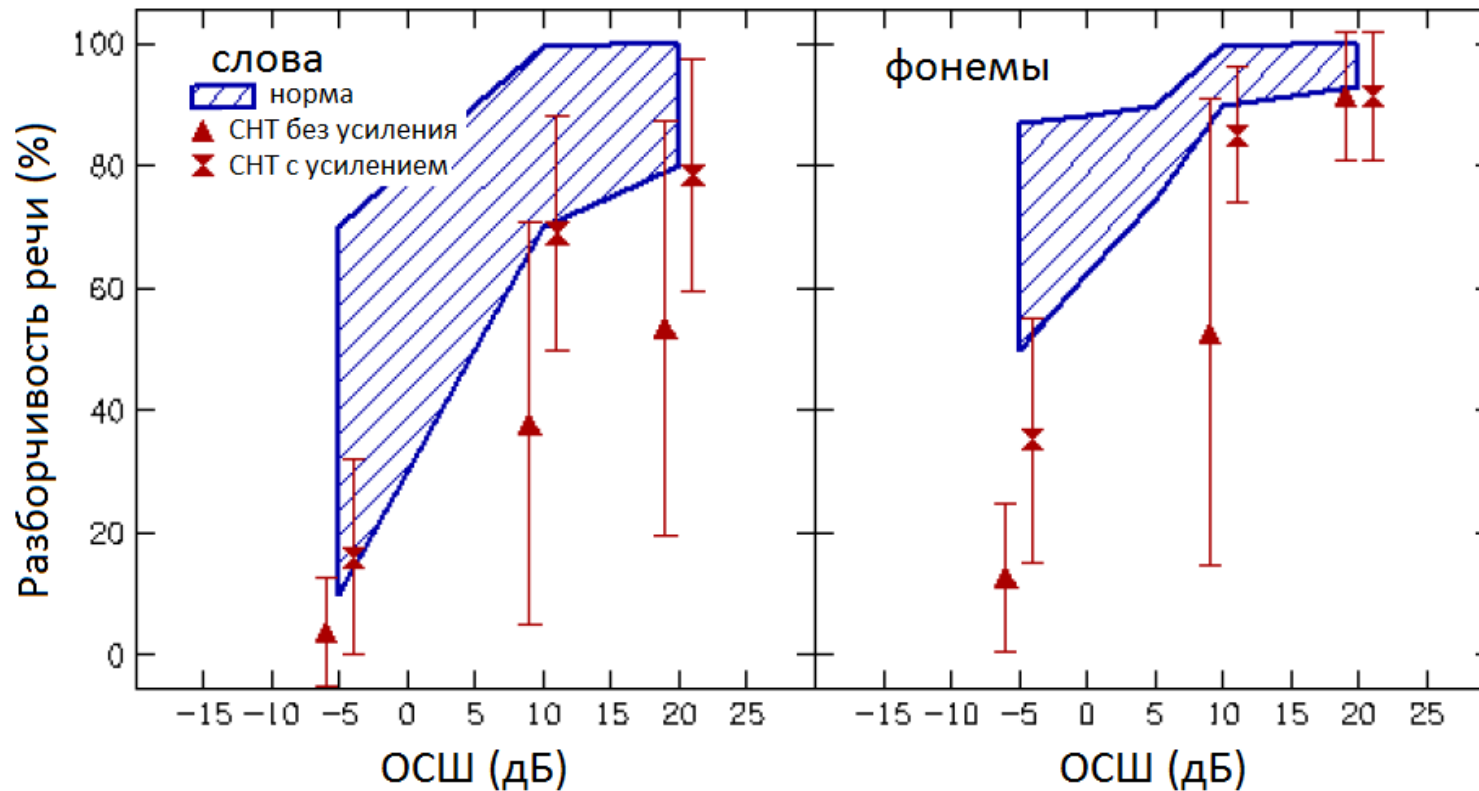 Разборчивость речи (%)
100
80
60
40
20
0
слова
норма
СНТ без усиления
СНТ с усилением
фонемы
−15 −10 −5 0 5 10 15 20 25
−15 −10 −5 0 5 10 15 20 25
ОСШ (дБ)
ОСШ (дБ)